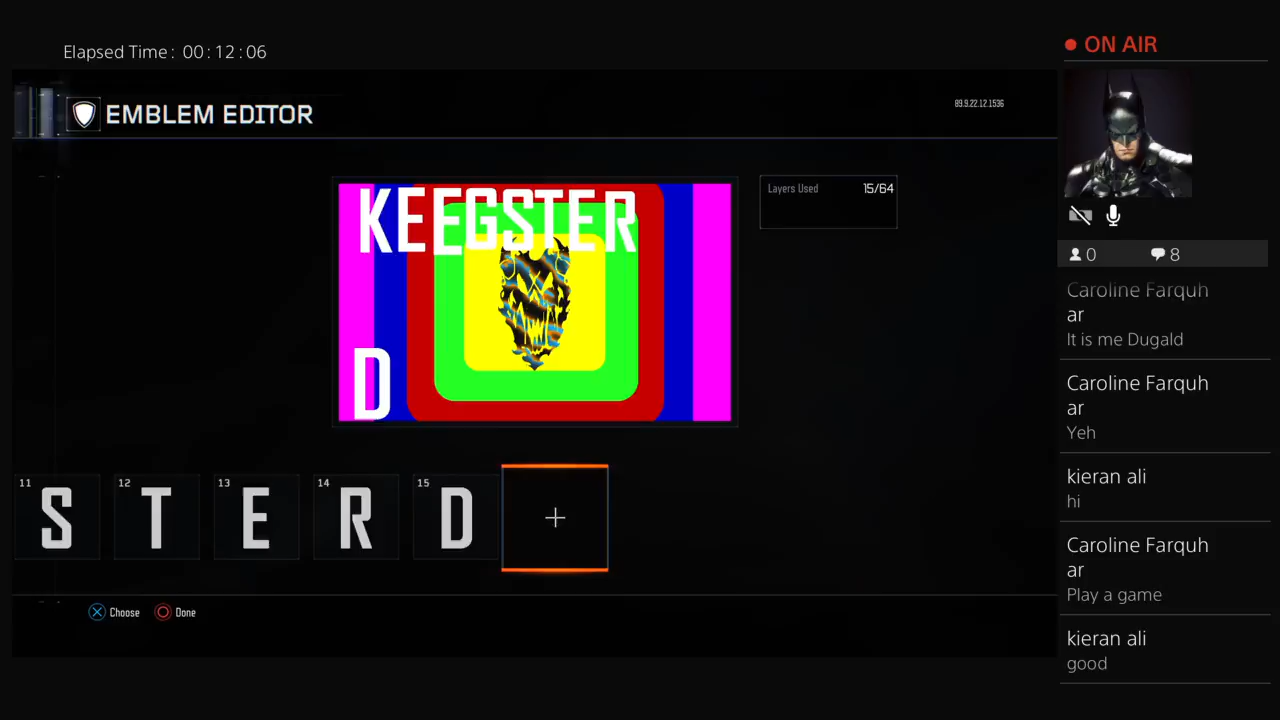 Elapsed Time: 00:12:06
ON AIR
EMBLEM EDITOR
89.9.22.12.1536
Layers Used 15/64
KEEGSTER
D
0 8
Caroline Farquh
ar
It is me Dugald
Caroline Farquh
ar
Yeh
kieran ali
hi
Caroline Farquh
ar
Play a game
kieran ali
good
11 12 13 14 15
S T E R D
Choose Done